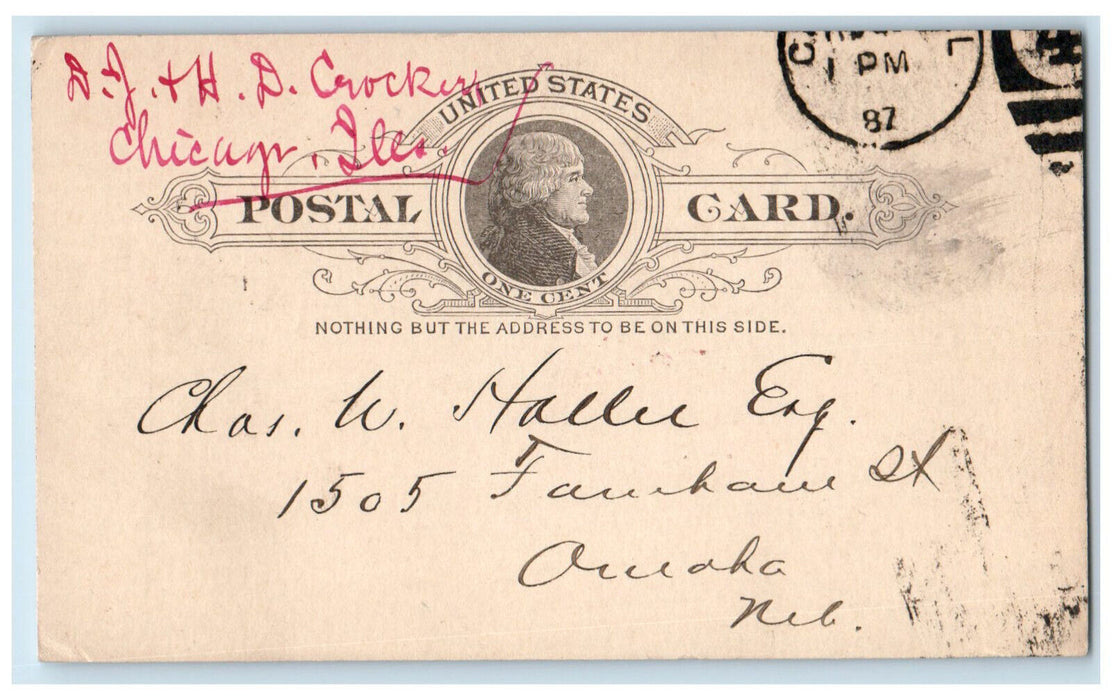 D. J. + H. D. Crocker
Chicago, Ills.
1 PM
87
UNITED STATES
POSTAL CARD.
ONE CENT
NOTHING BUT THE ADDRESS TO BE ON THIS SIDE.
Chas. W. Haller Esq.
1505 Farnham St
Omaha
Neb.